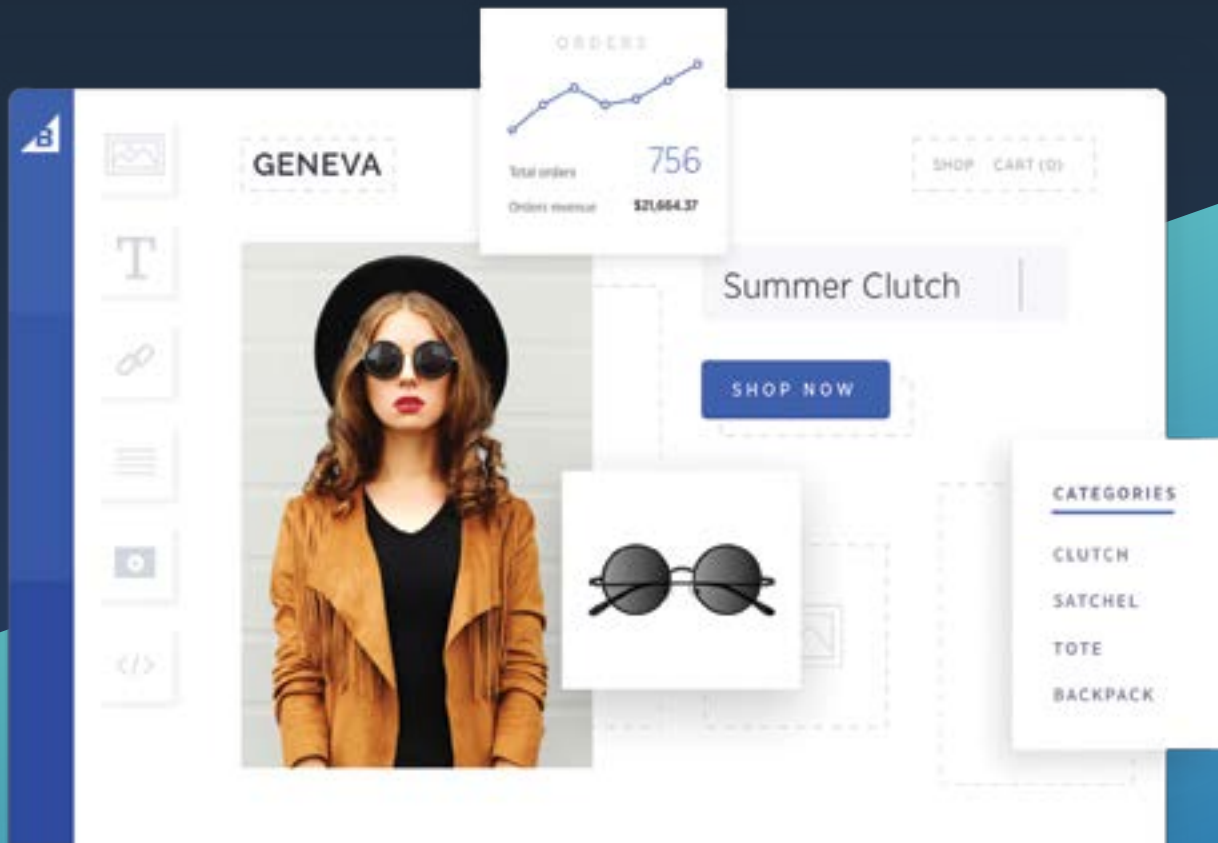 ORDERS
Total orders 756
Orders revenue $21,664.37
B
GENEVA
SHOP CART (0)
T
Summer Clutch
SHOP NOW
CATEGORIES
CLUTCH
SATCHEL
TOTE
BACKPACK
</>